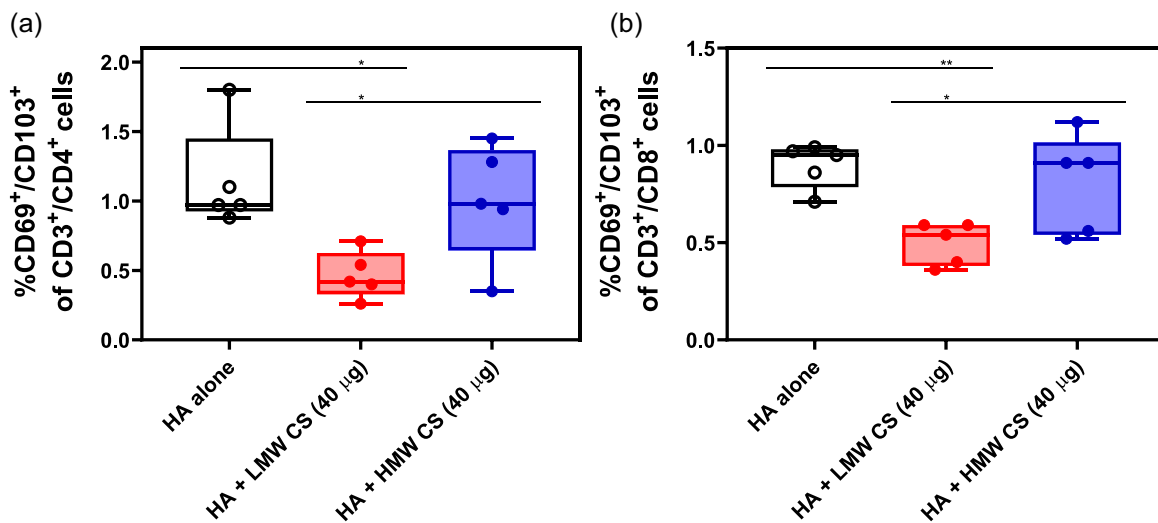 (a)
%CD69⁺/CD103⁺
of CD3⁺/CD4⁺ cells
2.0
1.5
1.0
0.5
0.0
*
*
HA alone
HA + LMW CS (40 μg)
HA + HMW CS (40 μg)
(b)
%CD69⁺/CD103⁺
of CD3⁺/CD8⁺ cells
1.5
1.0
0.5
0.0
**
*
HA alone
HA + LMW CS (40 μg)
HA + HMW CS (40 μg)